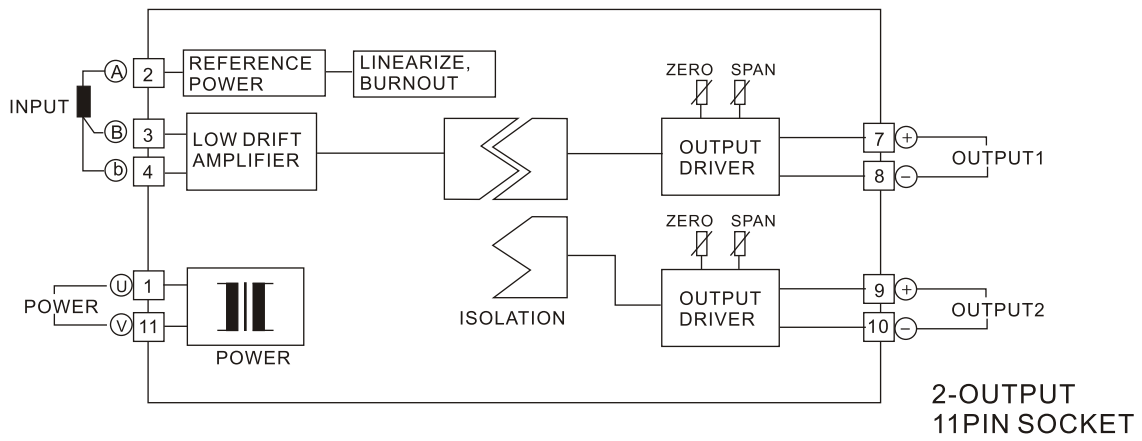 INPUT
A
2
REFERENCE
POWER
LINEARIZE,
BURNOUT
B
3
b
4
LOW DRIFT
AMPLIFIER
ZERO SPAN
OUTPUT
DRIVER
7
+
8
−
OUTPUT1
POWER
U
1
V
11
POWER
ISOLATION
ZERO SPAN
OUTPUT
DRIVER
9
+
10
−
OUTPUT2
2-OUTPUT
11PIN SOCKET